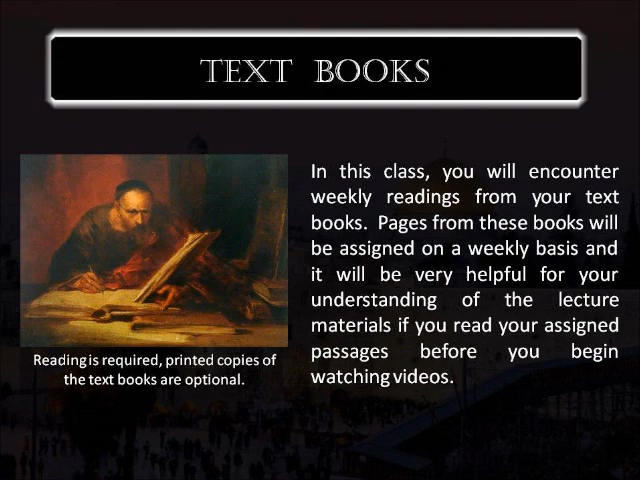 TEXT BOOKS
In this class, you will encounter
weekly readings from your text
books. Pages from these books will
be assigned on a weekly basis and
it will be very helpful for your
understanding of the lecture
materials if you read your assigned
passages before you begin
watching videos.
Reading is required, printed copies of
the text books are optional.